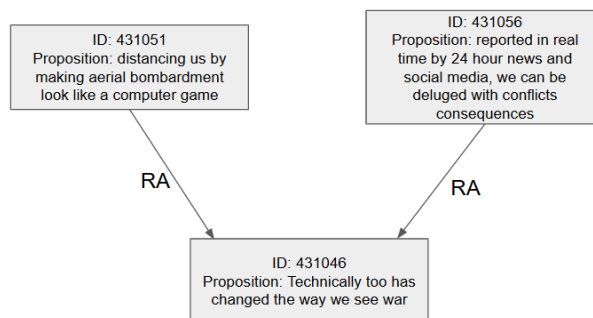 ID: 431051
Proposition: distancing us by
making aerial bombardment
look like a computer game
ID: 431056
Proposition: reported in real
time by 24 hour news and
social media, we can be
deluged with conflicts
consequences
RA
RA
ID: 431046
Proposition: Technically too has
changed the way we see war